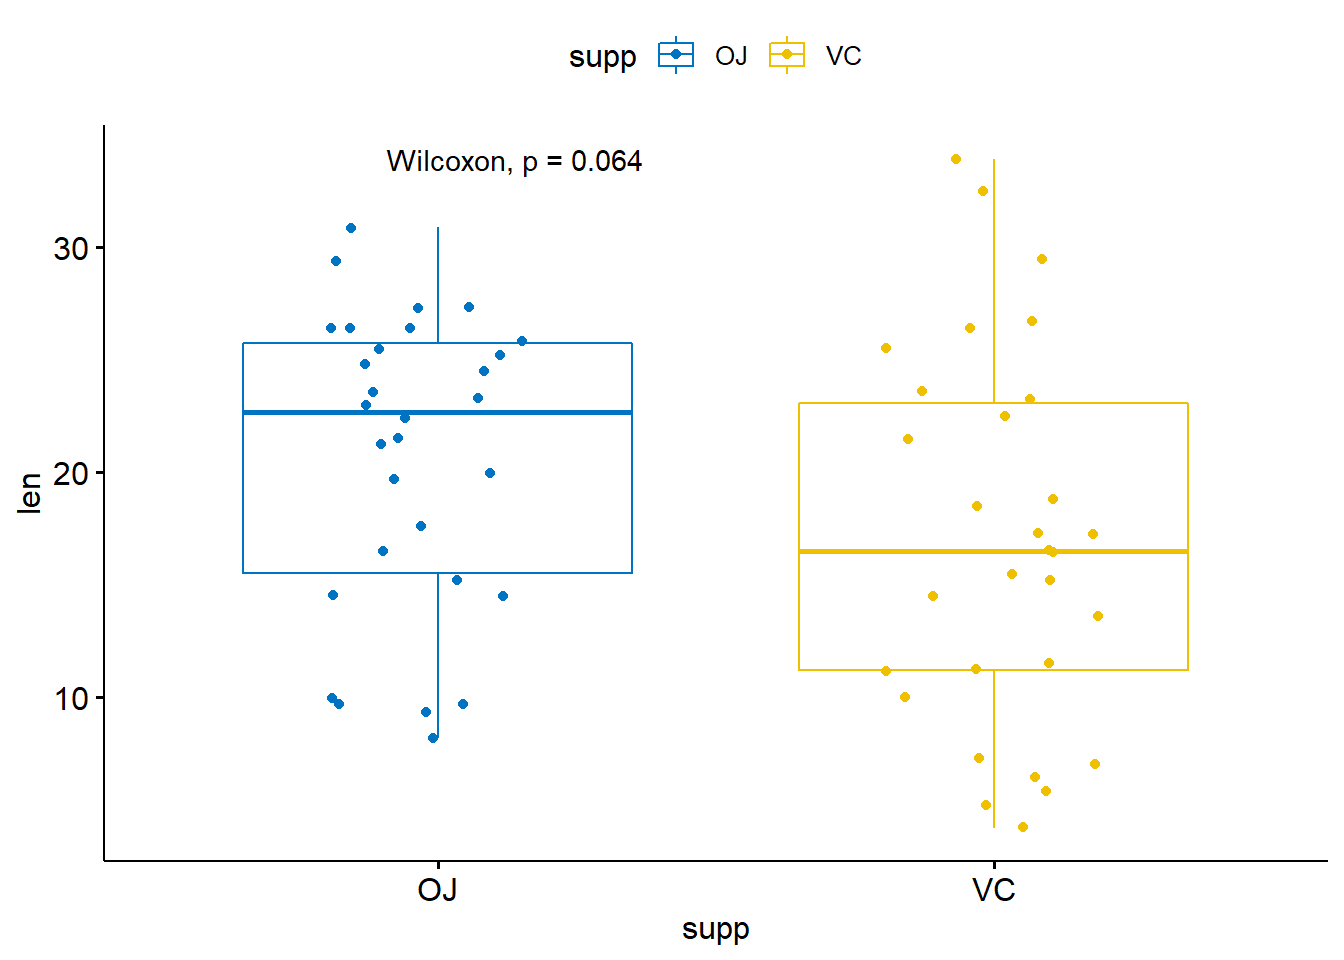 supp OJ VC
Wilcoxon, p = 0.064
30
20
10
len
OJ VC
supp